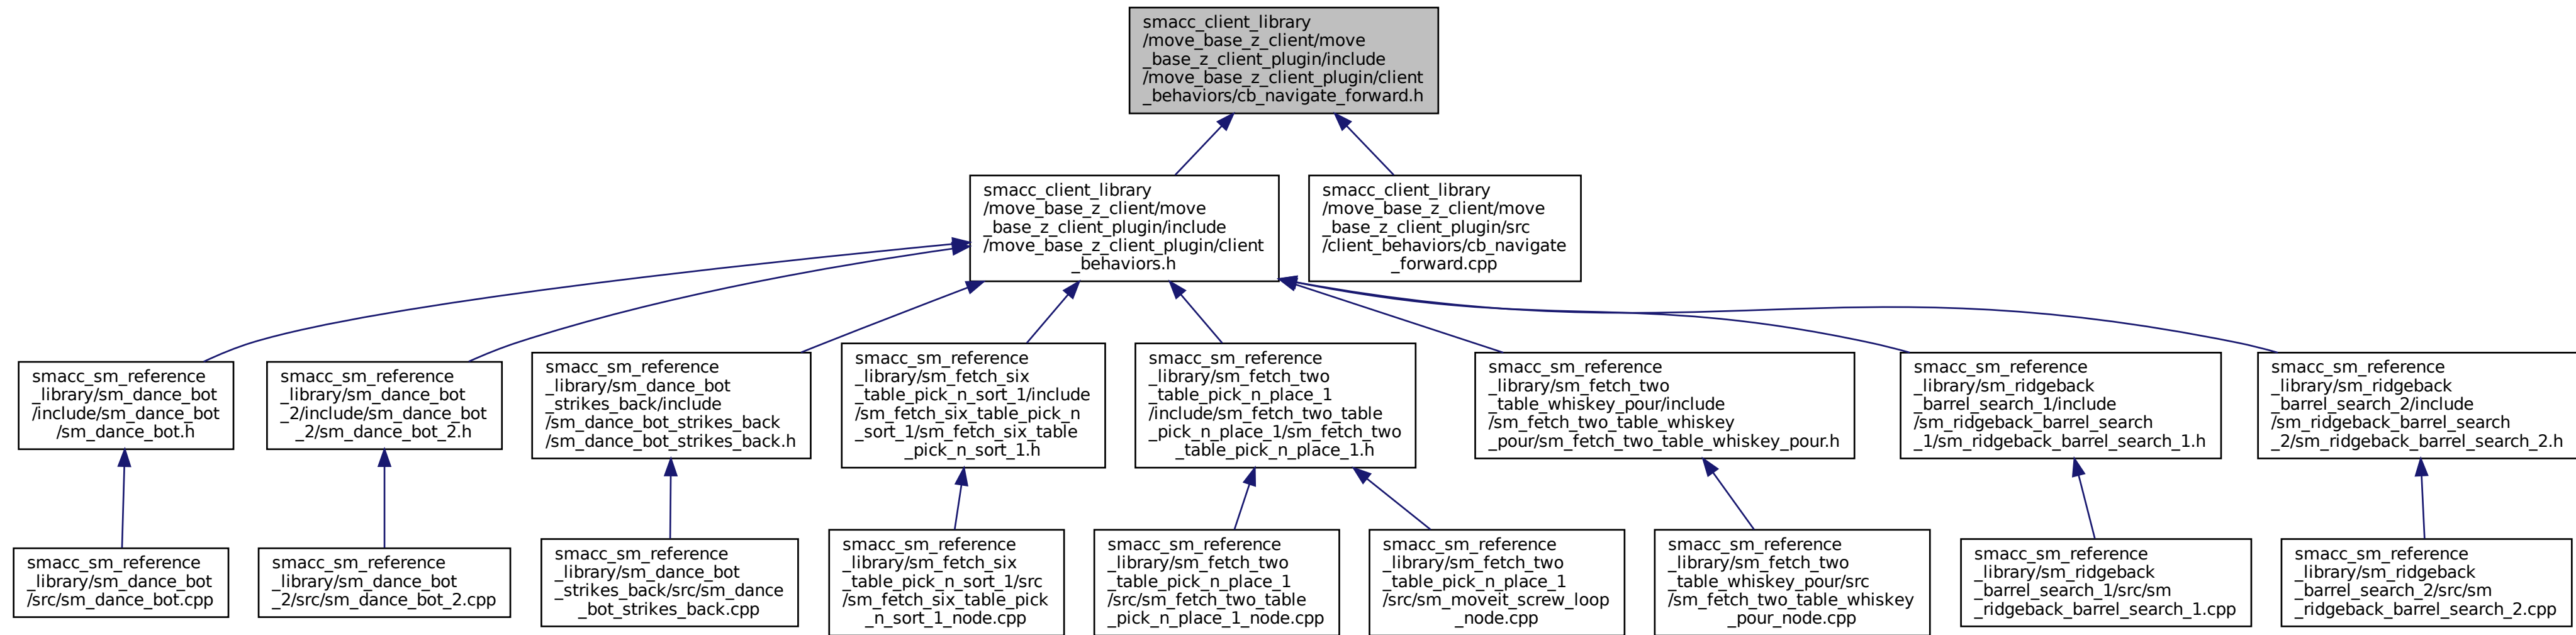 smacc_client_library
/move_base_z_client/move
_base_z_client_plugin/include
/move_base_z_client_plugin/client
_behaviors/cb_navigate_forward.h
smacc_client_library
/move_base_z_client/move
_base_z_client_plugin/include
/move_base_z_client_plugin/client
_behaviors.h
smacc_client_library
/move_base_z_client/move
_base_z_client_plugin/src
/client_behaviors/cb_navigate
_forward.cpp
smacc_sm_reference
_library/sm_dance_bot
/include/sm_dance_bot
/sm_dance_bot.h
smacc_sm_reference
_library/sm_dance_bot
_2/include/sm_dance_bot
_2/sm_dance_bot_2.h
smacc_sm_reference
_library/sm_dance_bot
_strikes_back/include
/sm_dance_bot_strikes_back
/sm_dance_bot_strikes_back.h
smacc_sm_reference
_library/sm_fetch_six
_table_pick_n_sort_1/include
/sm_fetch_six_table_pick_n
_sort_1/sm_fetch_six_table
_pick_n_sort_1.h
smacc_sm_reference
_library/sm_fetch_two
_table_pick_n_place_1
/include/sm_fetch_two_table
_pick_n_place_1/sm_fetch_two
_table_pick_n_place_1.h
smacc_sm_reference
_library/sm_fetch_two
_table_whiskey_pour/include
/sm_fetch_two_table_whiskey
_pour/sm_fetch_two_table_whiskey_pour.h
smacc_sm_reference
_library/sm_ridgeback
_barrel_search_1/include
/sm_ridgeback_barrel_search
_1/sm_ridgeback_barrel_search_1.h
smacc_sm_reference
_library/sm_ridgeback
_barrel_search_2/include
/sm_ridgeback_barrel_search
_2/sm_ridgeback_barrel_search_2.h
smacc_sm_reference
_library/sm_dance_bot
/src/sm_dance_bot.cpp
smacc_sm_reference
_library/sm_dance_bot
_2/src/sm_dance_bot_2.cpp
smacc_sm_reference
_library/sm_dance_bot
_strikes_back/src/sm_dance
_bot_strikes_back.cpp
smacc_sm_reference
_library/sm_fetch_six
_table_pick_n_sort_1/src
/sm_fetch_six_table_pick
_n_sort_1_node.cpp
smacc_sm_reference
_library/sm_fetch_two
_table_pick_n_place_1
/src/sm_fetch_two_table
_pick_n_place_1_node.cpp
smacc_sm_reference
_library/sm_fetch_two
_table_pick_n_place_1
/src/sm_moveit_screw_loop
_node.cpp
smacc_sm_reference
_library/sm_fetch_two
_table_whiskey_pour/src
/sm_fetch_two_table_whiskey
_pour_node.cpp
smacc_sm_reference
_library/sm_ridgeback
_barrel_search_1/src/sm
_ridgeback_barrel_search_1.cpp
smacc_sm_reference
_library/sm_ridgeback
_barrel_search_2/src/sm
_ridgeback_barrel_search_2.cpp